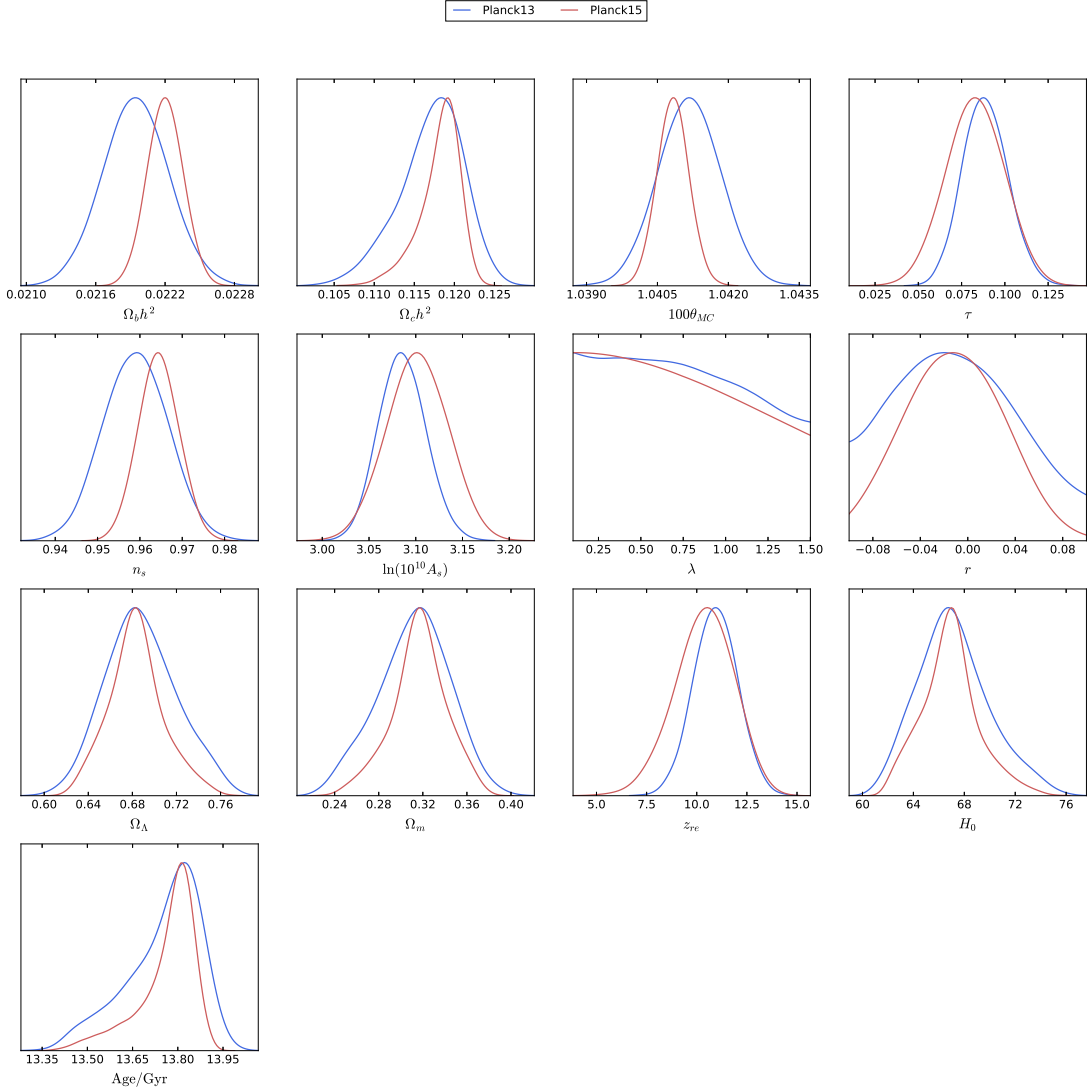 Planck13 Planck15
0.0210 0.0216 0.0222 0.0228
Ω_b h²
0.105 0.110 0.115 0.120 0.125
Ω_c h²
1.0390 1.0405 1.0420 1.0435
100θ_MC
0.025 0.050 0.075 0.100 0.125
τ
0.94 0.95 0.96 0.97 0.98
n_s
3.00 3.05 3.10 3.15 3.20
ln(10¹⁰A_s)
0.25 0.50 0.75 1.00 1.25 1.50
λ
−0.08 −0.04 0.00 0.04 0.08
r
0.60 0.64 0.68 0.72 0.76
Ω_Λ
0.24 0.28 0.32 0.36 0.40
Ω_m
5.0 7.5 10.0 12.5 15.0
z_re
60 64 68 72 76
H₀
13.35 13.50 13.65 13.80 13.95
Age/Gyr